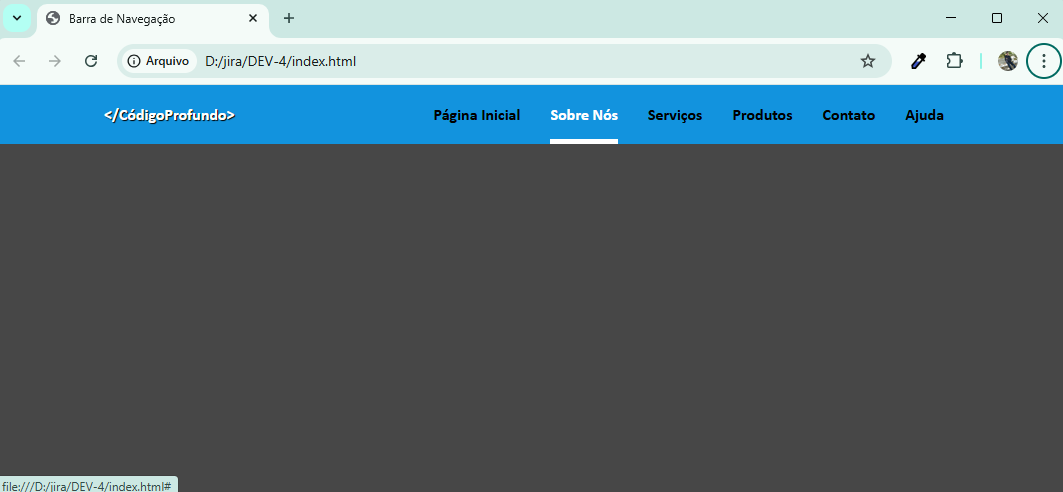 Barra de Navegação
Arquivo D:/jira/DEV-4/index.html
</CódigoProfundo> Página Inicial Sobre Nós Serviços Produtos Contato Ajuda
file:///D:/jira/DEV-4/index.html#